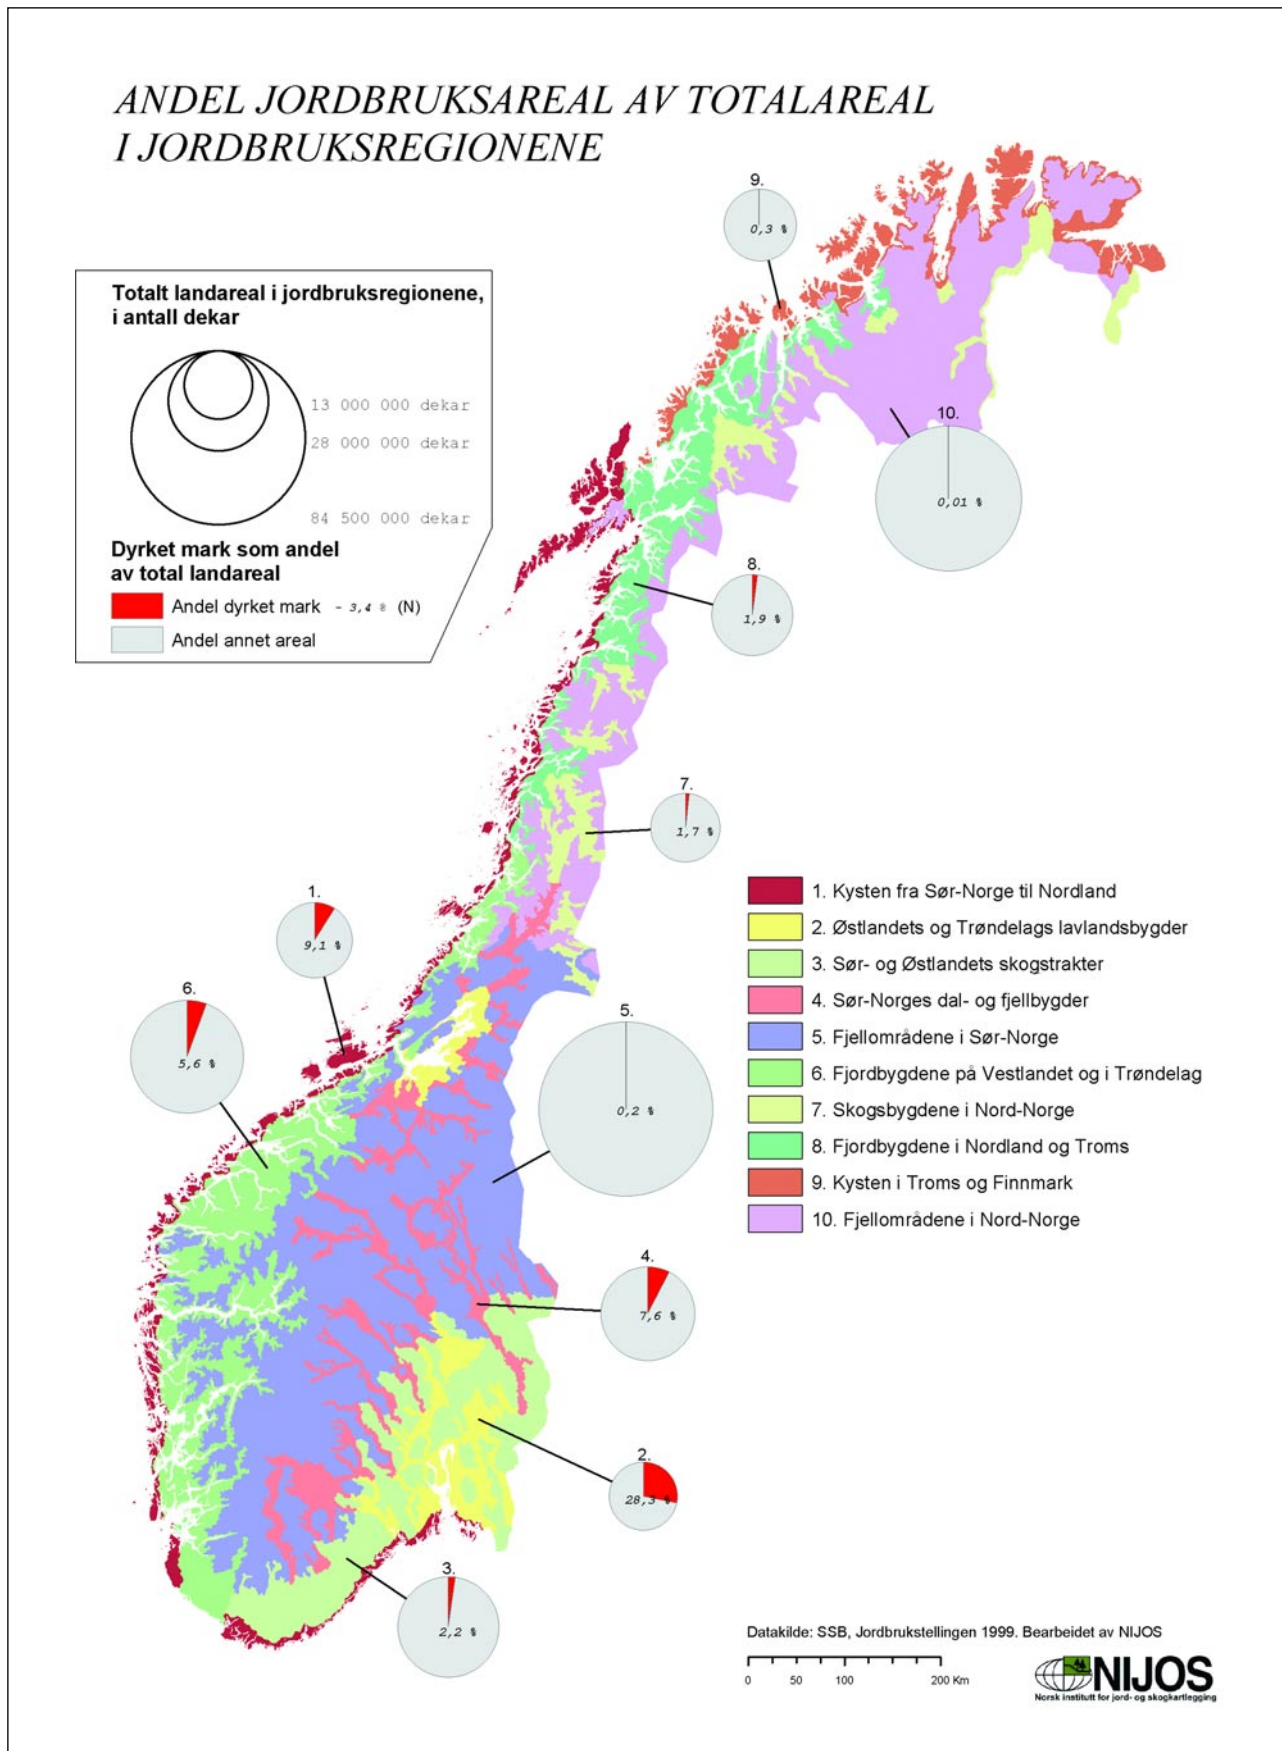 ANDEL JORDBRUKSAREAL AV TOTALAREAL
I JORDBRUKSREGIONENE
Totalt landareal i jordbruksregionene,
i antall dekar
13 000 000 dekar
28 000 000 dekar
84 500 000 dekar
Dyrket mark som andel
av total landareal
Andel dyrket mark - 3,4 % (N)
Andel annet areal
9.
0,3 %
10.
0,01 %
8.
1,9 %
7.
1,7 %
1.
9,1 %
6.
5,6 %
5.
0,2 %
4.
7,6 %
2.
28,3 %
3.
2,2 %
1. Kysten fra Sør-Norge til Nordland
2. Østlandets og Trøndelags lavlandsbygder
3. Sør- og Østlandets skogstrakter
4. Sør-Norges dal- og fjellbygder
5. Fjellområdene i Sør-Norge
6. Fjordbygdene på Vestlandet og i Trøndelag
7. Skogsbygdene i Nord-Norge
8. Fjordbygdene i Nordland og Troms
9. Kysten i Troms og Finnmark
10. Fjellområdene i Nord-Norge
Datakilde: SSB, Jordbrukstellingen 1999. Bearbeidet av NIJOS
0 50 100 200 Km
NIJOS
Norsk institutt for jord- og skogkartlegging